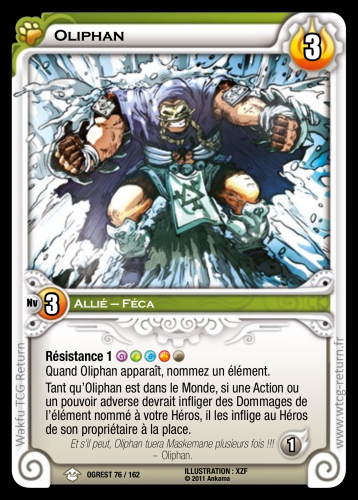 OLIPHAN
3
Nv 3 ALLIÉ – FÉCA
Résistance 1
Quand Oliphan apparaît, nommez un élément.
Tant qu'Oliphan est dans le Monde, si une Action ou
un pouvoir adverse devrait infliger des Dommages de
l'élément nommé à votre Héros, il les inflige au Héros
de son propriétaire à la place.
Et s'il peut, Oliphan tuera Maskemane plusieurs fois !!!
– Oliphan.
1
OGREST 76 / 162
ILLUSTRATION : XZF
© 2011 Ankama
Wakfu-TCG-Return
www.wtcg-return.fr